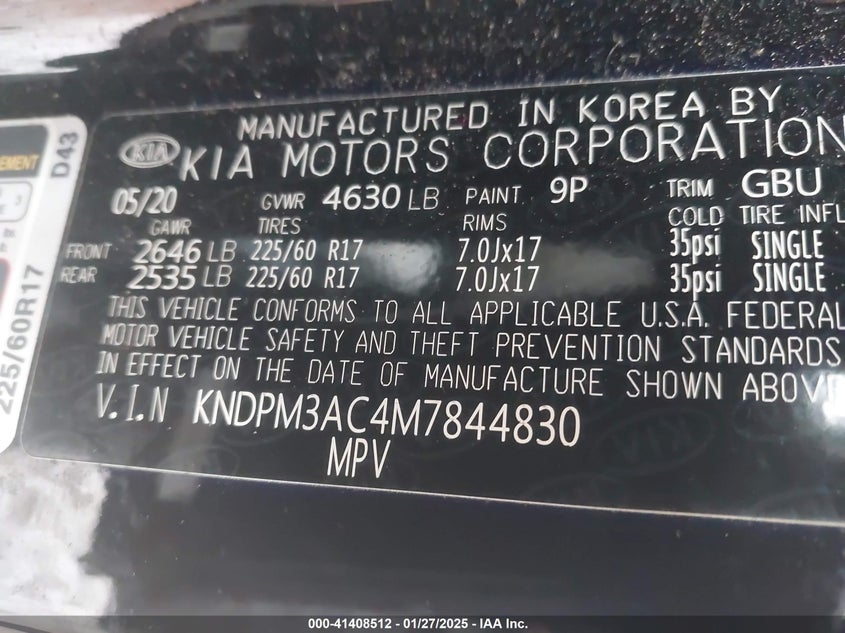 MANUFACTURED IN KOREA BY
KIA KIA MOTORS CORPORATION
05/20 GVWR 4630 LB PAINT 9P TRIM GBU
GAWR TIRES RIMS COLD TIRE INFL
FRONT 2646 LB 225/60 R17 7.0Jx17 35psi SINGLE
REAR 2535 LB 225/60 R17 7.0Jx17 35psi SINGLE
THIS VEHICLE CONFORMS TO ALL APPLICABLE U.S.A. FEDERAL
MOTOR VEHICLE SAFETY AND THEFT PREVENTION STANDARDS
IN EFFECT ON THE DATE OF MANUFACTURE SHOWN ABOVE
V.I.N KNDPM3AC4M7844830
MPV
D43
225/60R17
000-41408512 - 01/27/2025 - IAA Inc.